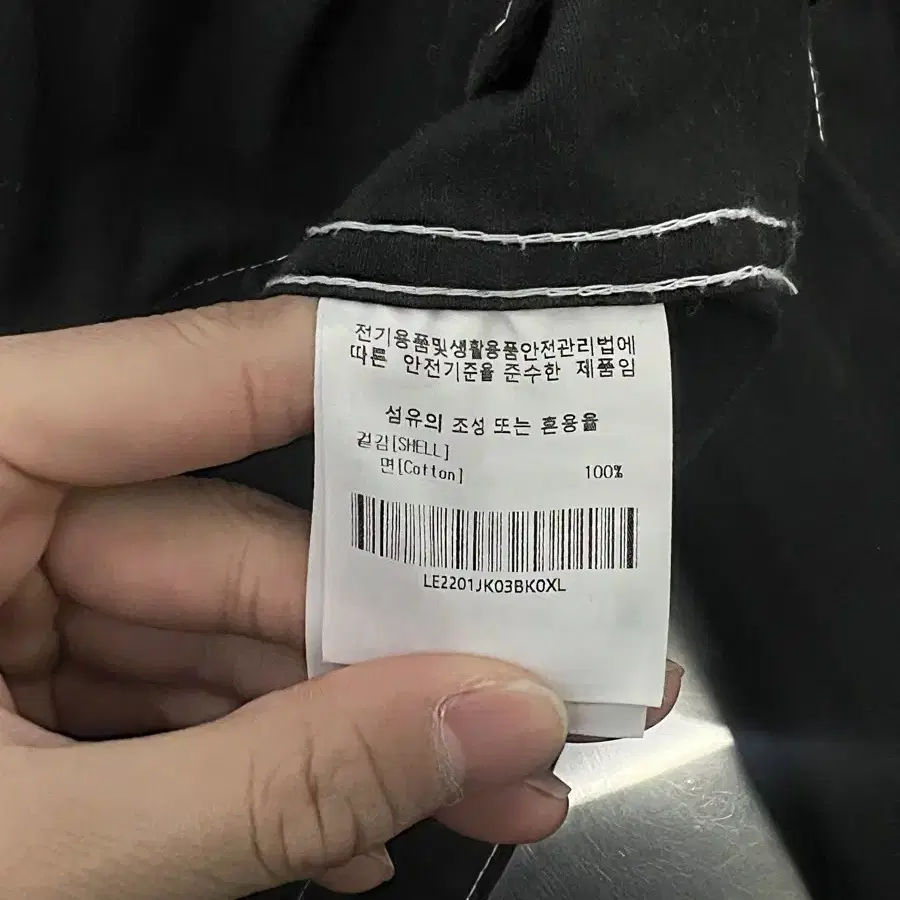 전기용품및생활용품안전관리법에
따른 안전기준을 준수한 제품임
섬유의 조성 또는 혼용율
겉감[SHELL]
면[Cotton] 100%
LE2201JK03BK0XL